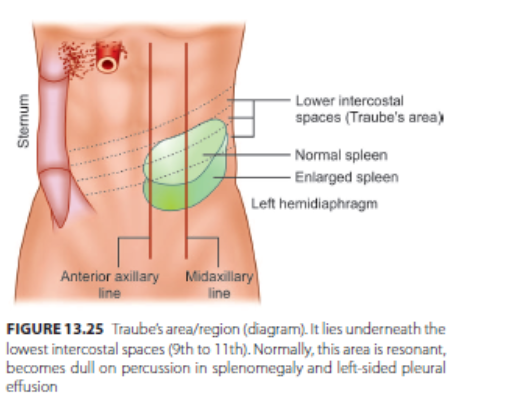 Sternum
Lower intercostal
spaces (Traube's area)
Normal spleen
Enlarged spleen
Left hemidiaphragm
Anterior axillary
line
Midaxillary
line
FIGURE 13.25 Traube's area/region (diagram). It lies underneath the
lowest intercostal spaces (9th to 11th). Normally, this area is resonant,
becomes dull on percussion in splenomegaly and left-sided pleural
effusion